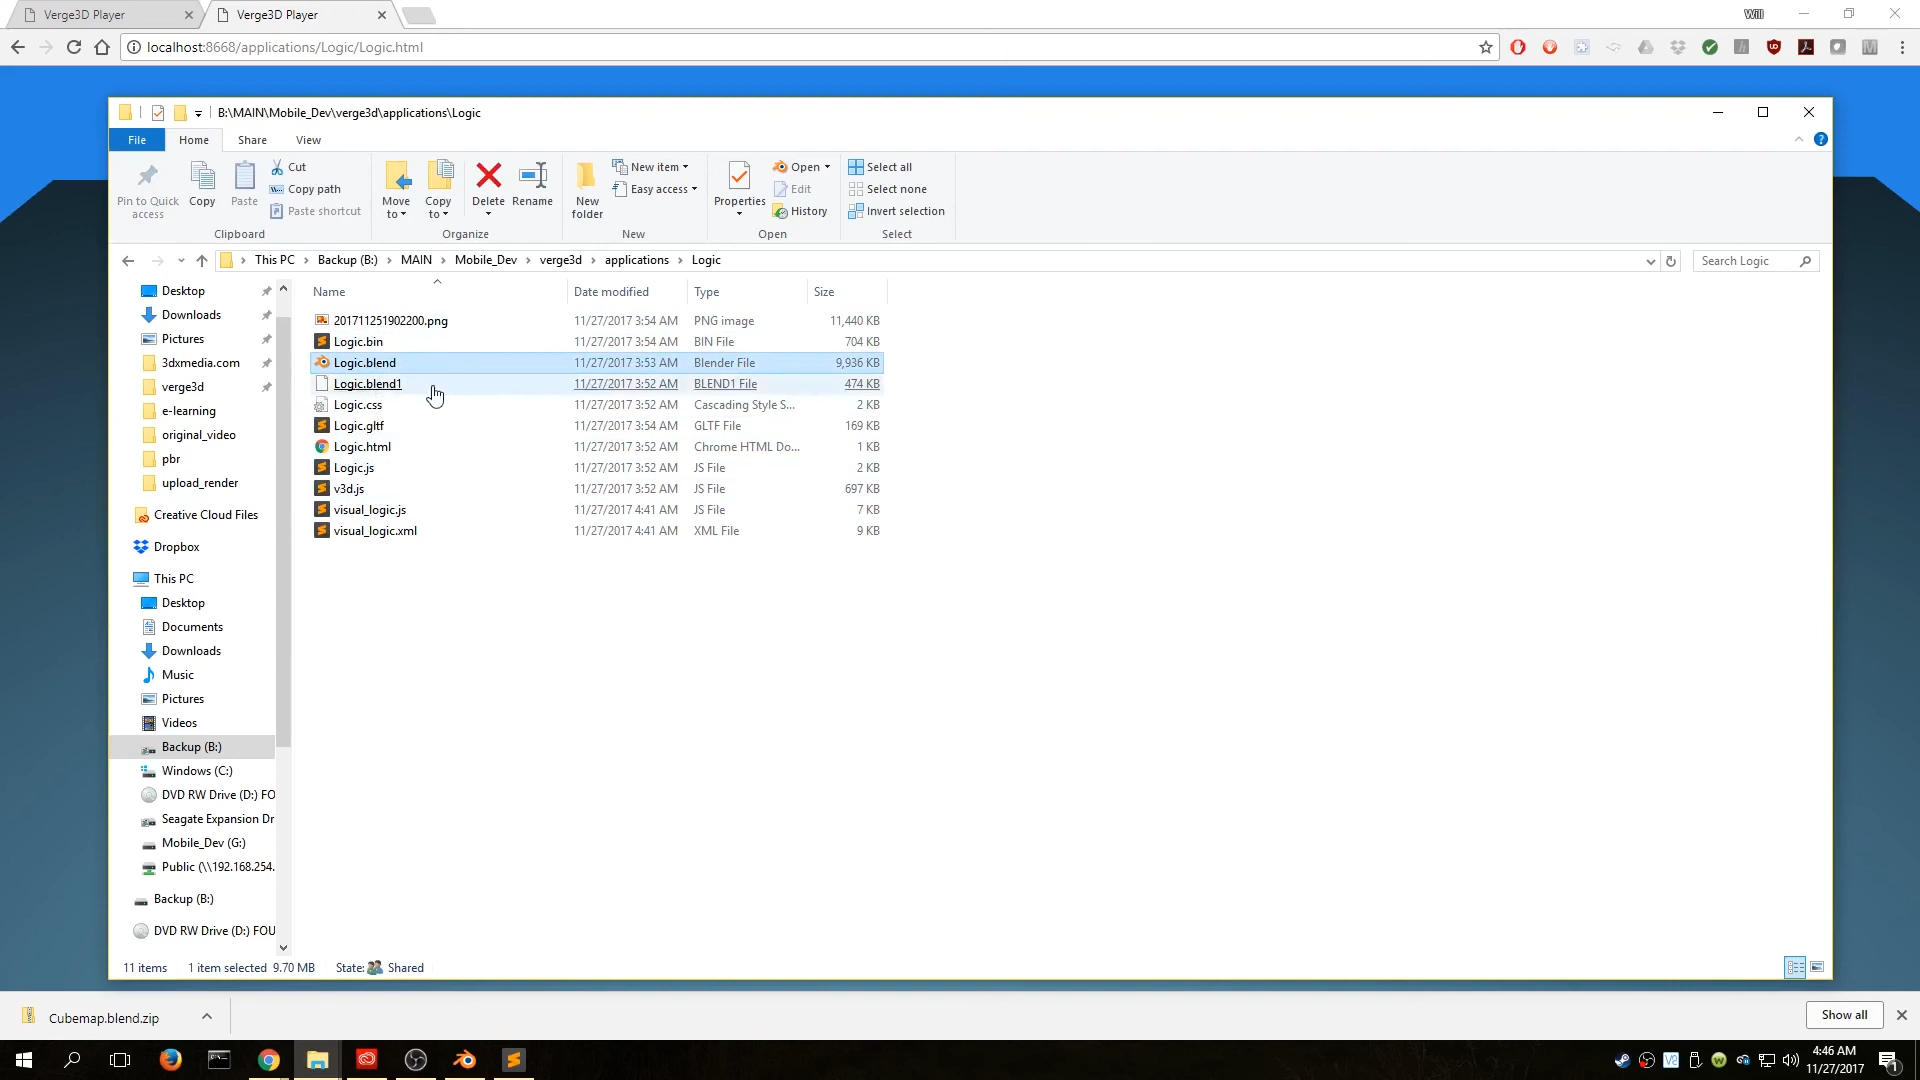 Verge3D Player
Verge3D Player
Will
localhost:8668/applications/Logic/Logic.html
B:\MAIN\Mobile_Dev\verge3d\applications\Logic
File Home Share View
Pin to Quick access
Copy
Paste
Cut
Copy path
Paste shortcut
Clipboard
Move to
Copy to
Delete
Rename
Organize
New folder
New item
Easy access
New
Properties
Open
Edit
History
Open
Select all
Select none
Invert selection
Select
This PC > Backup (B:) > MAIN > Mobile_Dev > verge3d > applications > Logic
Search Logic
Name Date modified Type Size
201711251902200.png 11/27/2017 3:54 AM PNG image 11,440 KB
Logic.bin 11/27/2017 3:54 AM BIN File 704 KB
Logic.blend 11/27/2017 3:53 AM Blender File 9,936 KB
Logic.blend1 11/27/2017 3:52 AM BLEND1 File 474 KB
Logic.css 11/27/2017 3:52 AM Cascading Style S... 2 KB
Logic.gltf 11/27/2017 3:54 AM GLTF File 169 KB
Logic.html 11/27/2017 3:52 AM Chrome HTML Do... 1 KB
Logic.js 11/27/2017 3:52 AM JS File 2 KB
v3d.js 11/27/2017 3:52 AM JS File 697 KB
visual_logic.js 11/27/2017 4:41 AM JS File 7 KB
visual_logic.xml 11/27/2017 4:41 AM XML File 9 KB
Desktop
Downloads
Pictures
3dxmedia.com
verge3d
e-learning
original_video
pbr
upload_render
Creative Cloud Files
Dropbox
This PC
Desktop
Documents
Downloads
Music
Pictures
Videos
Backup (B:)
Windows (C:)
DVD RW Drive (D:) FO
Seagate Expansion Dr
Mobile_Dev (G:)
Public (\\192.168.254.
Backup (B:)
DVD RW Drive (D:) FOU
11 items 1 item selected 9.70 MB State: Shared
Cubemap.blend.zip
Show all
4:46 AM
11/27/2017
1